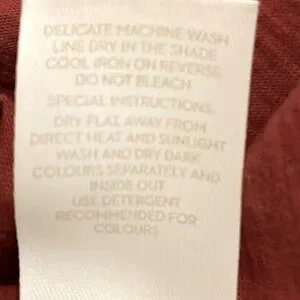 DELICATE MACHINE WASH
LINE DRY IN THE SHADE
COOL IRON ON REVERSE
DO NOT BLEACH
SPECIAL INSTRUCTIONS:
DRY FLAT, AWAY FROM
DIRECT HEAT AND SUNLIGHT
WASH AND DRY DARK
COLOURS SEPARATELY AND
INSIDE OUT
USE DETERGENT
RECOMMENDED FOR
COLOURS